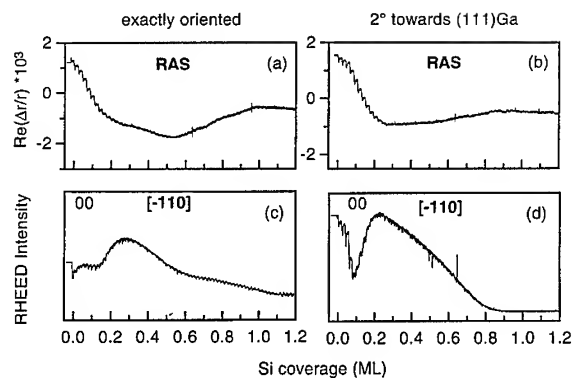 exactly oriented
2° towards (111)Ga
Re(Δr/r) *10³
2
0
-2
RAS
(a)
2
0
-2
RAS
(b)
RHEED Intensity
00
[-110]
(c)
00
[-110]
(d)
0.0 0.2 0.4 0.6 0.8 1.0 1.2
0.0 0.2 0.4 0.6 0.8 1.0 1.2
Si coverage (ML)